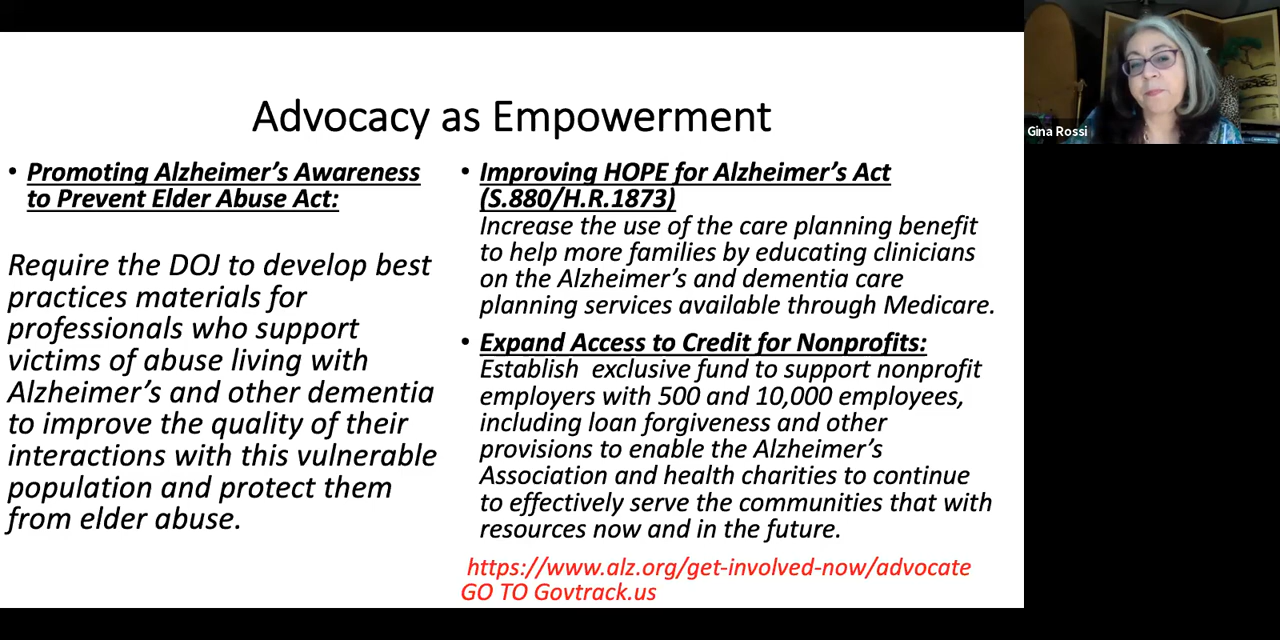 Advocacy as Empowerment
• Promoting Alzheimer's Awareness
to Prevent Elder Abuse Act:
Require the DOJ to develop best
practices materials for
professionals who support
victims of abuse living with
Alzheimer's and other dementia
to improve the quality of their
interactions with this vulnerable
population and protect them
from elder abuse.
• Improving HOPE for Alzheimer's Act
(S.880/H.R.1873)
Increase the use of the care planning benefit
to help more families by educating clinicians
on the Alzheimer's and dementia care
planning services available through Medicare.
• Expand Access to Credit for Nonprofits:
Establish exclusive fund to support nonprofit
employers with 500 and 10,000 employees,
including loan forgiveness and other
provisions to enable the Alzheimer's
Association and health charities to continue
to effectively serve the communities that with
resources now and in the future.
https://www.alz.org/get-involved-now/advocate
GO TO Govtrack.us
Gina Rossi